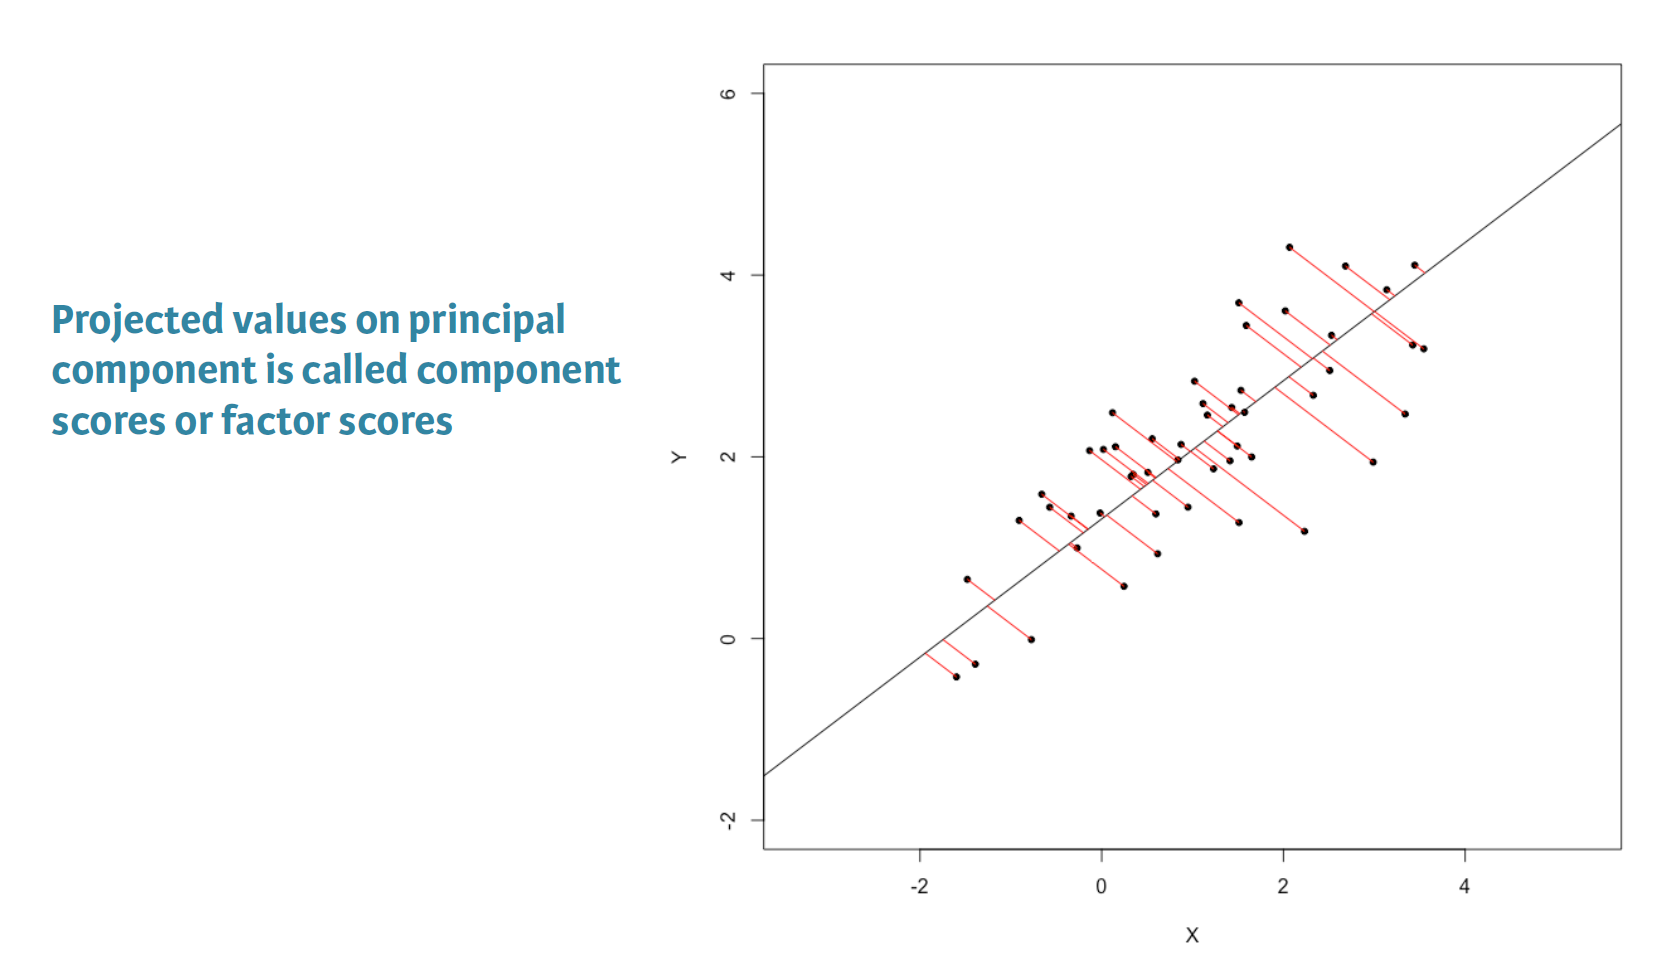 Projected values on principal
component is called component
scores or factor scores
Y
6
4
2
0
-2
-2 0 2 4
X